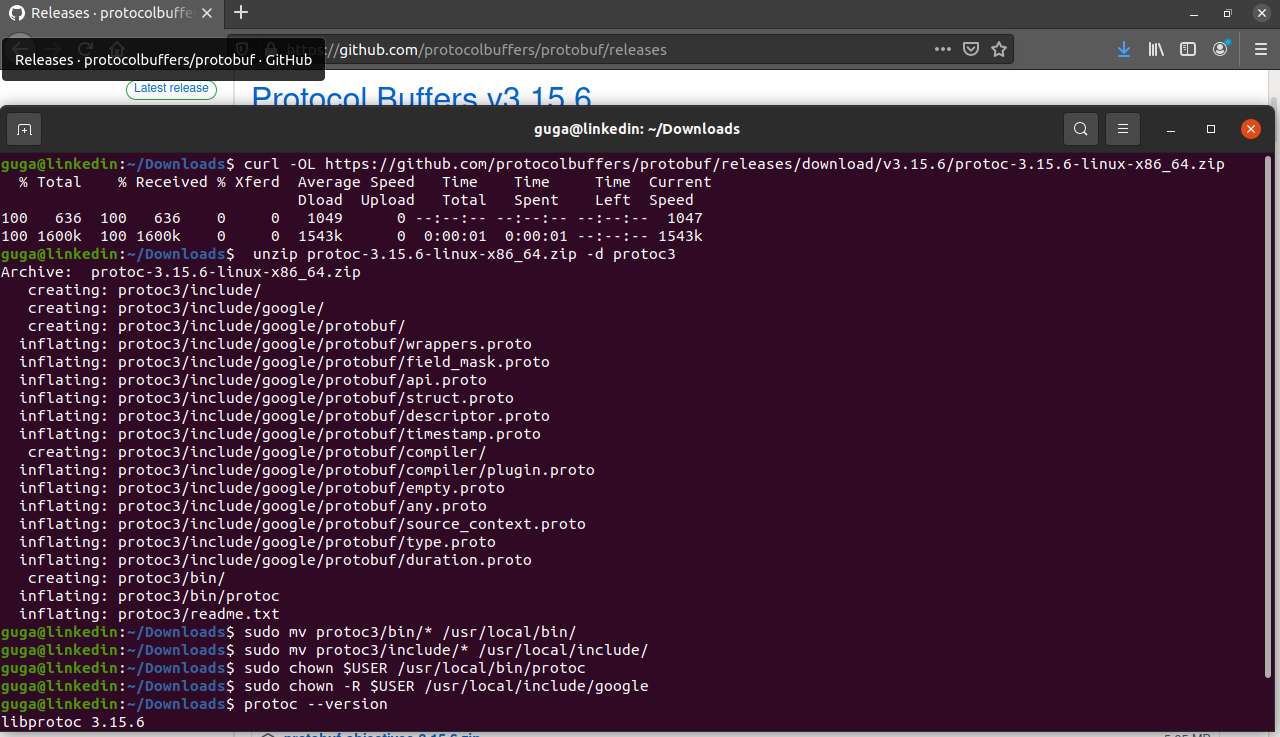 Releases · protocolbuffe
https://github.com/protocolbuffers/protobuf/releases
Releases · protocolbuffers/protobuf · GitHub
Latest release
Protocol Buffers v3.15.6
guga@linkedin: ~/Downloads
guga@linkedin:~/Downloads$ curl -OL https://github.com/protocolbuffers/protobuf/releases/download/v3.15.6/protoc-3.15.6-linux-x86_64.zip
  % Total    % Received % Xferd  Average Speed   Time    Time     Time  Current
                                 Dload  Upload   Total   Spent    Left  Speed
100   636  100   636    0     0   1049      0 --:--:-- --:--:-- --:--:--  1047
100 1600k  100 1600k    0     0  1543k      0  0:00:01  0:00:01 --:--:-- 1543k
guga@linkedin:~/Downloads$  unzip protoc-3.15.6-linux-x86_64.zip -d protoc3
Archive:  protoc-3.15.6-linux-x86_64.zip
   creating: protoc3/include/
   creating: protoc3/include/google/
   creating: protoc3/include/google/protobuf/
  inflating: protoc3/include/google/protobuf/wrappers.proto
  inflating: protoc3/include/google/protobuf/field_mask.proto
  inflating: protoc3/include/google/protobuf/api.proto
  inflating: protoc3/include/google/protobuf/struct.proto
  inflating: protoc3/include/google/protobuf/descriptor.proto
  inflating: protoc3/include/google/protobuf/timestamp.proto
   creating: protoc3/include/google/protobuf/compiler/
  inflating: protoc3/include/google/protobuf/compiler/plugin.proto
  inflating: protoc3/include/google/protobuf/empty.proto
  inflating: protoc3/include/google/protobuf/any.proto
  inflating: protoc3/include/google/protobuf/source_context.proto
  inflating: protoc3/include/google/protobuf/type.proto
  inflating: protoc3/include/google/protobuf/duration.proto
   creating: protoc3/bin/
  inflating: protoc3/bin/protoc
  inflating: protoc3/readme.txt
guga@linkedin:~/Downloads$ sudo mv protoc3/bin/* /usr/local/bin/
guga@linkedin:~/Downloads$ sudo mv protoc3/include/* /usr/local/include/
guga@linkedin:~/Downloads$ sudo chown $USER /usr/local/bin/protoc
guga@linkedin:~/Downloads$ sudo chown -R $USER /usr/local/include/google
guga@linkedin:~/Downloads$ protoc --version
libprotoc 3.15.6